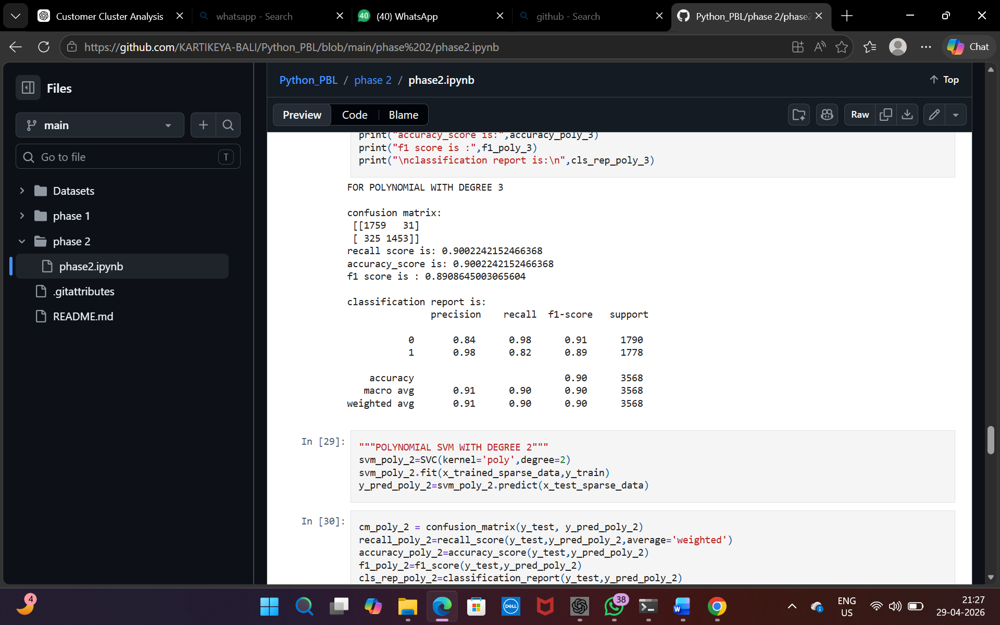 Customer Cluster Analysis
whatsapp - Search
40
(40) WhatsApp
github - Search
Python_PBL/phase 2/phase2
https://github.com/KARTIKEYA-BALI/Python_PBL/blob/main/phase%202/phase2.ipynb
Chat
Files
main
Go to file
T
Datasets
phase 1
phase 2
phase2.ipynb
.gitattributes
README.md
Python_PBL / phase 2 / phase2.ipynb
Top
Preview
Code
Blame
Raw
print("accuracy_score is:",accuracy_poly_3)
print("f1 score is :",f1_poly_3)
print("\nclassification report is:\n",cls_rep_poly_3)
FOR POLYNOMIAL WITH DEGREE 3
confusion matrix:
[[1759 31]
[ 325 1453]]
recall score is: 0.9002242152466368
accuracy_score is: 0.9002242152466368
f1 score is : 0.8908645003065604
classification report is:
precision recall f1-score support
0 0.84 0.98 0.91 1790
1 0.98 0.82 0.89 1778
accuracy 0.90 3568
macro avg 0.91 0.90 0.90 3568
weighted avg 0.91 0.90 0.90 3568
In [29]:
"""POLYNOMIAL SVM WITH DEGREE 2"""
svm_poly_2=SVC(kernel='poly',degree=2)
svm_poly_2.fit(x_trained_sparse_data,y_train)
y_pred_poly_2=svm_poly_2.predict(x_test_sparse_data)
In [30]:
cm_poly_2 = confusion_matrix(y_test, y_pred_poly_2)
recall_poly_2=recall_score(y_test,y_pred_poly_2,average='weighted')
accuracy_poly_2=accuracy_score(y_test,y_pred_poly_2)
f1_poly_2=f1_score(y_test,y_pred_poly_2)
cls_rep_poly_2=classification_report(y_test,y_pred_poly_2)
4
DELL
38
W
ENG
US
21:27
29-04-2026